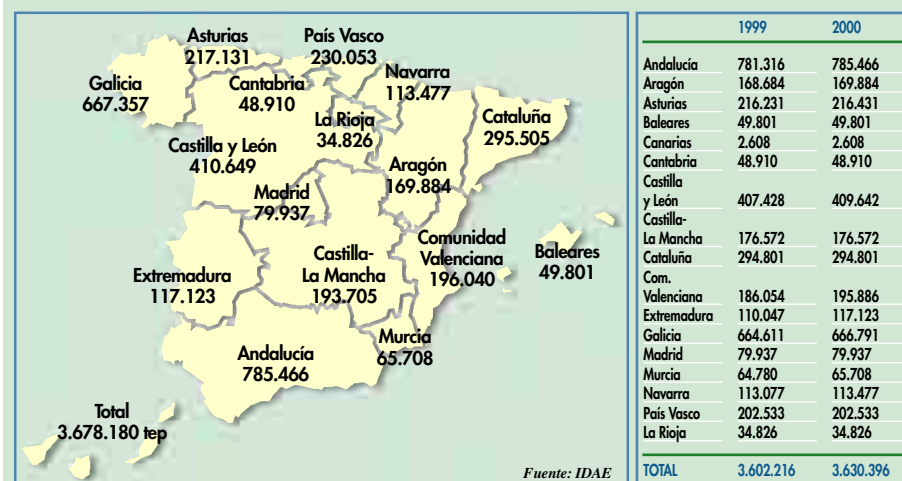 Asturias
217.131
País Vasco
230.053
Galicia
667.357
Cantabria
48.910
Navarra
113.477
La Rioja
34.826
Cataluña
295.505
Castilla y León
410.649
Aragón
169.884
Madrid
79.937
Comunidad
Valenciana
196.040
Baleares
49.801
Castilla-
La Mancha
193.705
Extremadura
117.123
Murcia
65.708
Andalucía
785.466
Total
3.678.180 tep
Fuente: IDAE
1999 2000
Andalucía 781.316 785.466
Aragón 168.684 169.884
Asturias 216.231 216.431
Baleares 49.801 49.801
Canarias 2.608 2.608
Cantabria 48.910 48.910
Castilla
y León 407.428 409.642
Castilla-
La Mancha 176.572 176.572
Cataluña 294.801 294.801
Com.
Valenciana 186.054 195.886
Extremadura 110.047 117.123
Galicia 664.611 666.791
Madrid 79.937 79.937
Murcia 64.780 65.708
Navarra 113.077 113.477
País Vasco 202.533 202.533
La Rioja 34.826 34.826
TOTAL 3.602.216 3.630.396